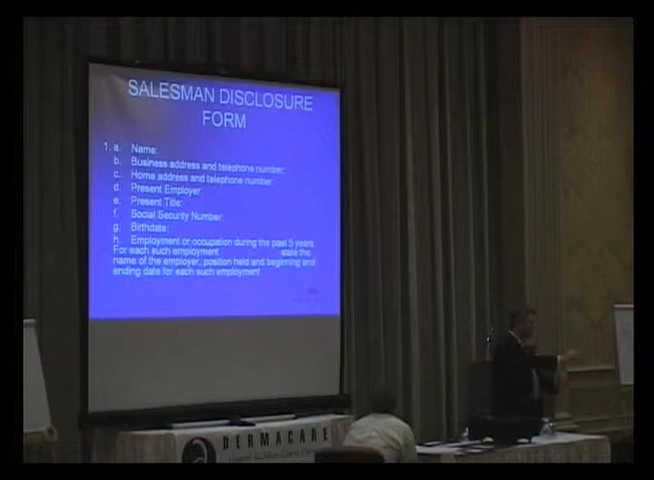 SALESMAN DISCLOSURE
FORM
1. a. Name:
b. Business address and telephone number:
c. Home address and telephone number:
d. Present Employer:
e. Present Title:
f. Social Security Number:
g. Birthdate:
h. Employment or occupation during the past 5 years
For each such employment state the
name of the employer, position held and beginning and
ending date for each such employment
DERMACARE